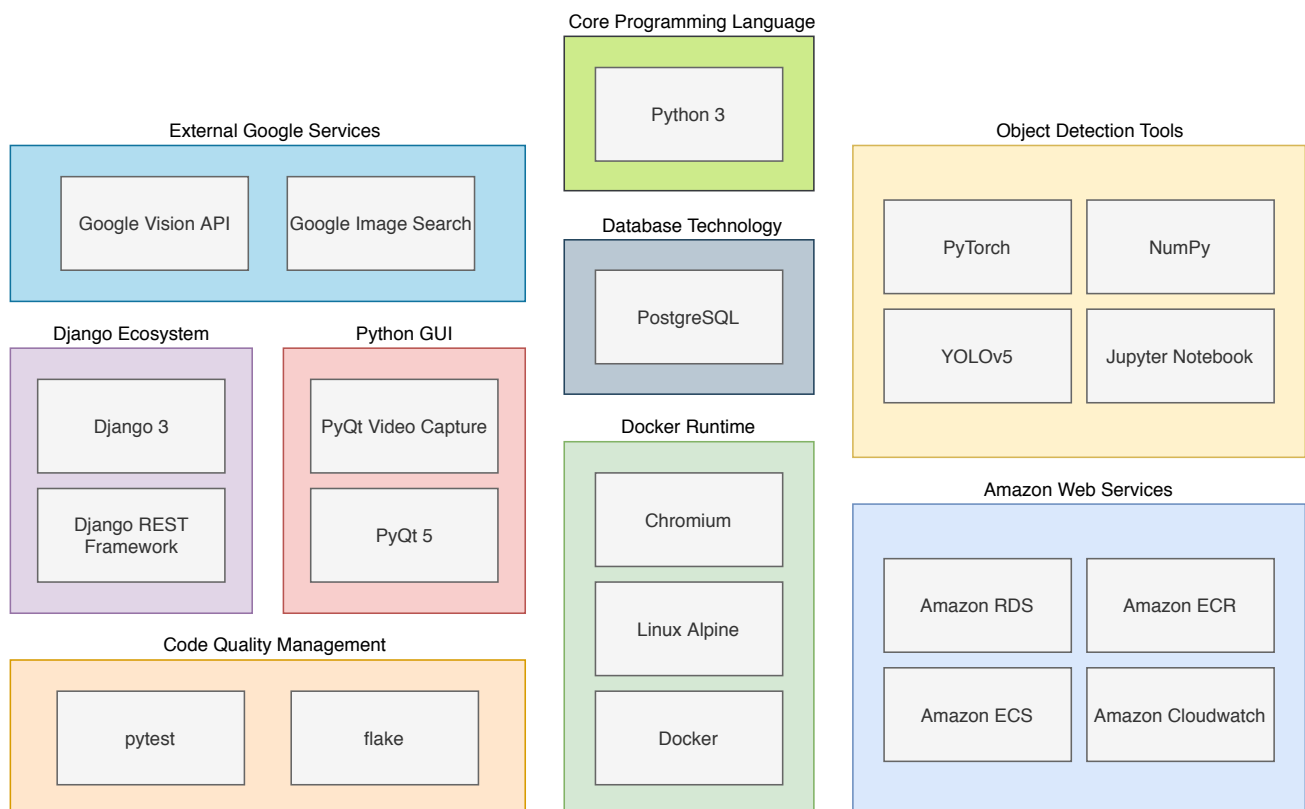 Core Programming Language
Python 3
External Google Services
Google Vision API
Google Image Search
Object Detection Tools
PyTorch
NumPy
YOLOv5
Jupyter Notebook
Database Technology
PostgreSQL
Django Ecosystem
Django 3
Django REST
Framework
Python GUI
PyQt Video Capture
PyQt 5
Docker Runtime
Chromium
Linux Alpine
Docker
Amazon Web Services
Amazon RDS
Amazon ECR
Amazon ECS
Amazon Cloudwatch
Code Quality Management
pytest
flake